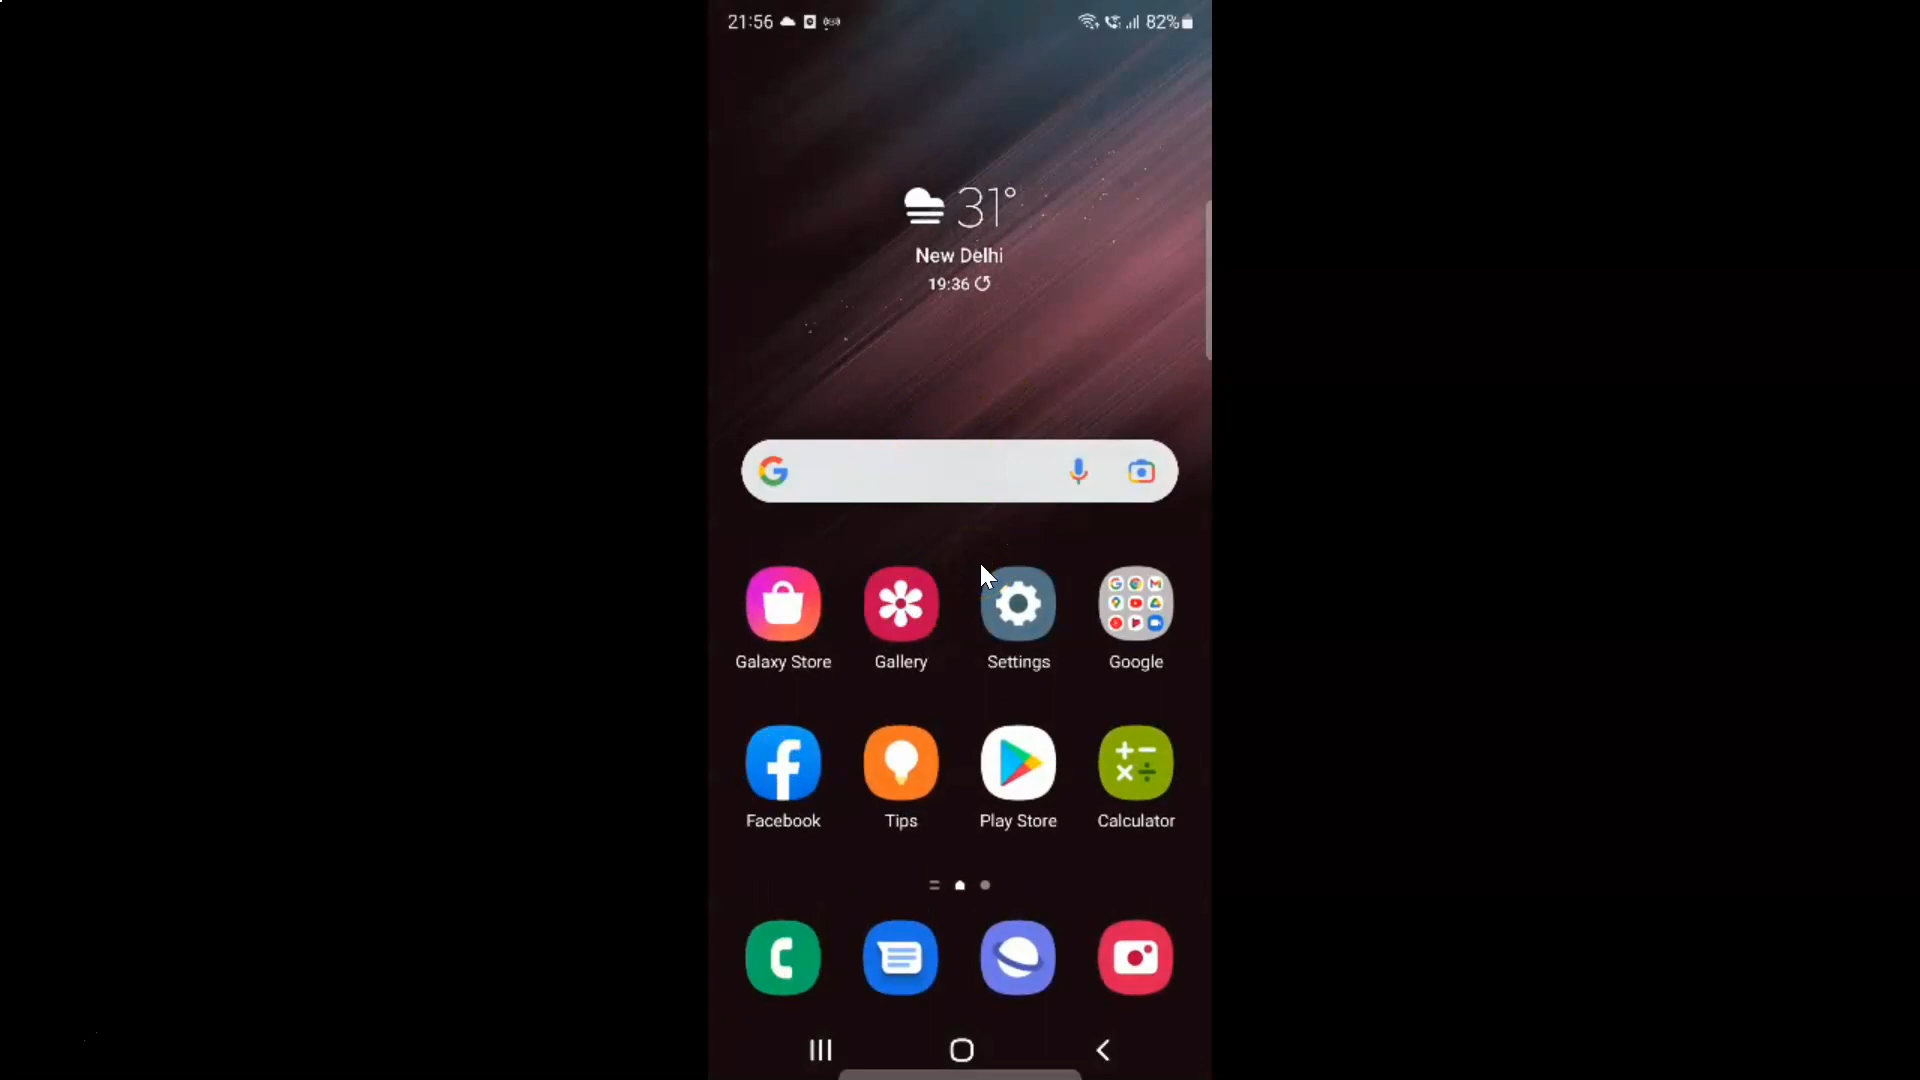 21:56 82%
31°
New Delhi
19:36
Galaxy Store Gallery Settings Google
Facebook Tips Play Store Calculator